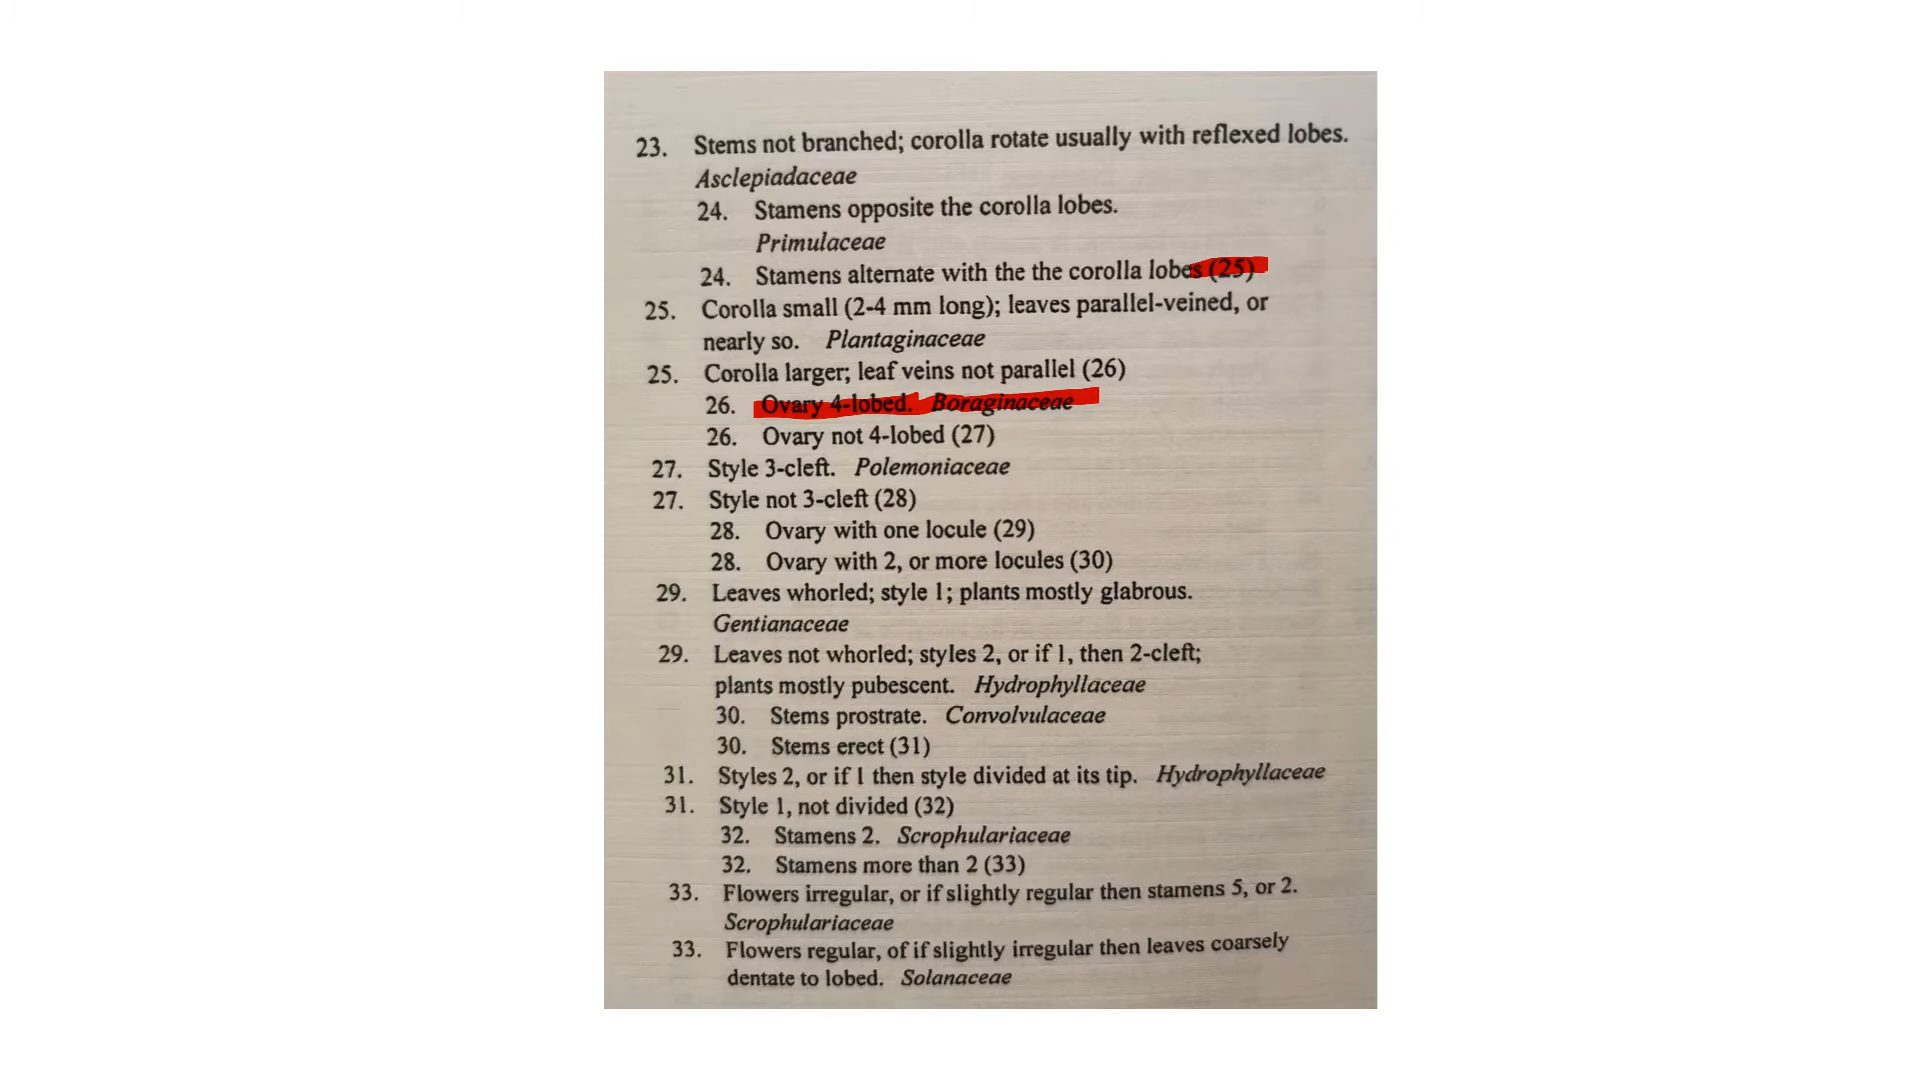 23. Stems not branched; corolla rotate usually with reflexed lobes.
Asclepiadaceae
24. Stamens opposite the corolla lobes.
Primulaceae
24. Stamens alternate with the the corolla lobes (25)
25. Corolla small (2-4 mm long); leaves parallel-veined, or
nearly so. Plantaginaceae
25. Corolla larger; leaf veins not parallel (26)
26. Ovary 4-lobed. Boraginaceae
26. Ovary not 4-lobed (27)
27. Style 3-cleft. Polemoniaceae
27. Style not 3-cleft (28)
28. Ovary with one locule (29)
28. Ovary with 2, or more locules (30)
29. Leaves whorled; style 1; plants mostly glabrous.
Gentianaceae
29. Leaves not whorled; styles 2, or if 1, then 2-cleft;
plants mostly pubescent. Hydrophyllaceae
30. Stems prostrate. Convolvulaceae
30. Stems erect (31)
31. Styles 2, or if 1 then style divided at its tip. Hydrophyllaceae
31. Style 1, not divided (32)
32. Stamens 2. Scrophulariaceae
32. Stamens more than 2 (33)
33. Flowers irregular, or if slightly regular then stamens 5, or 2.
Scrophulariaceae
33. Flowers regular, of if slightly irregular then leaves coarsely
dentate to lobed. Solanaceae